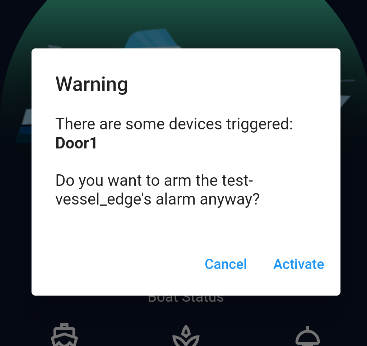 Warning
There are some devices triggered:
Door1
Do you want to arm the test-
vessel_edge's alarm anyway?
Cancel
Activate
Boat Status